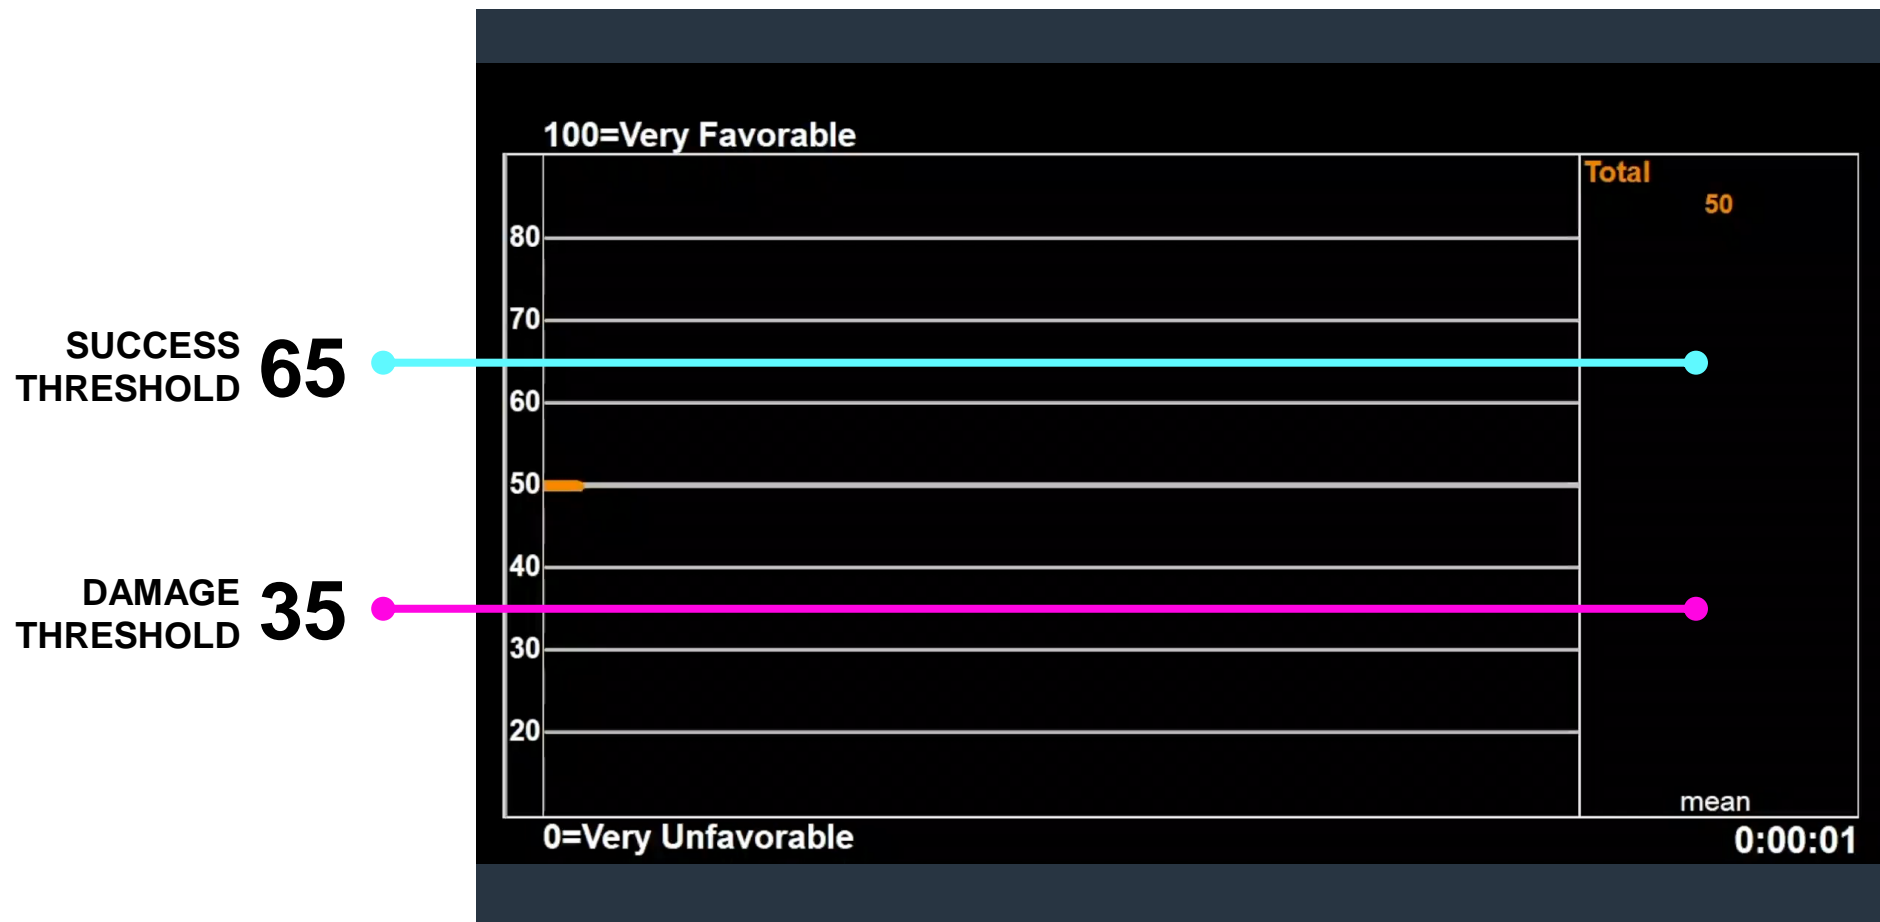 100=Very Favorable
Total
50
80
70
SUCCESS
THRESHOLD
65
60
50
40
DAMAGE
THRESHOLD
35
30
20
mean
0=Very Unfavorable
0:00:01